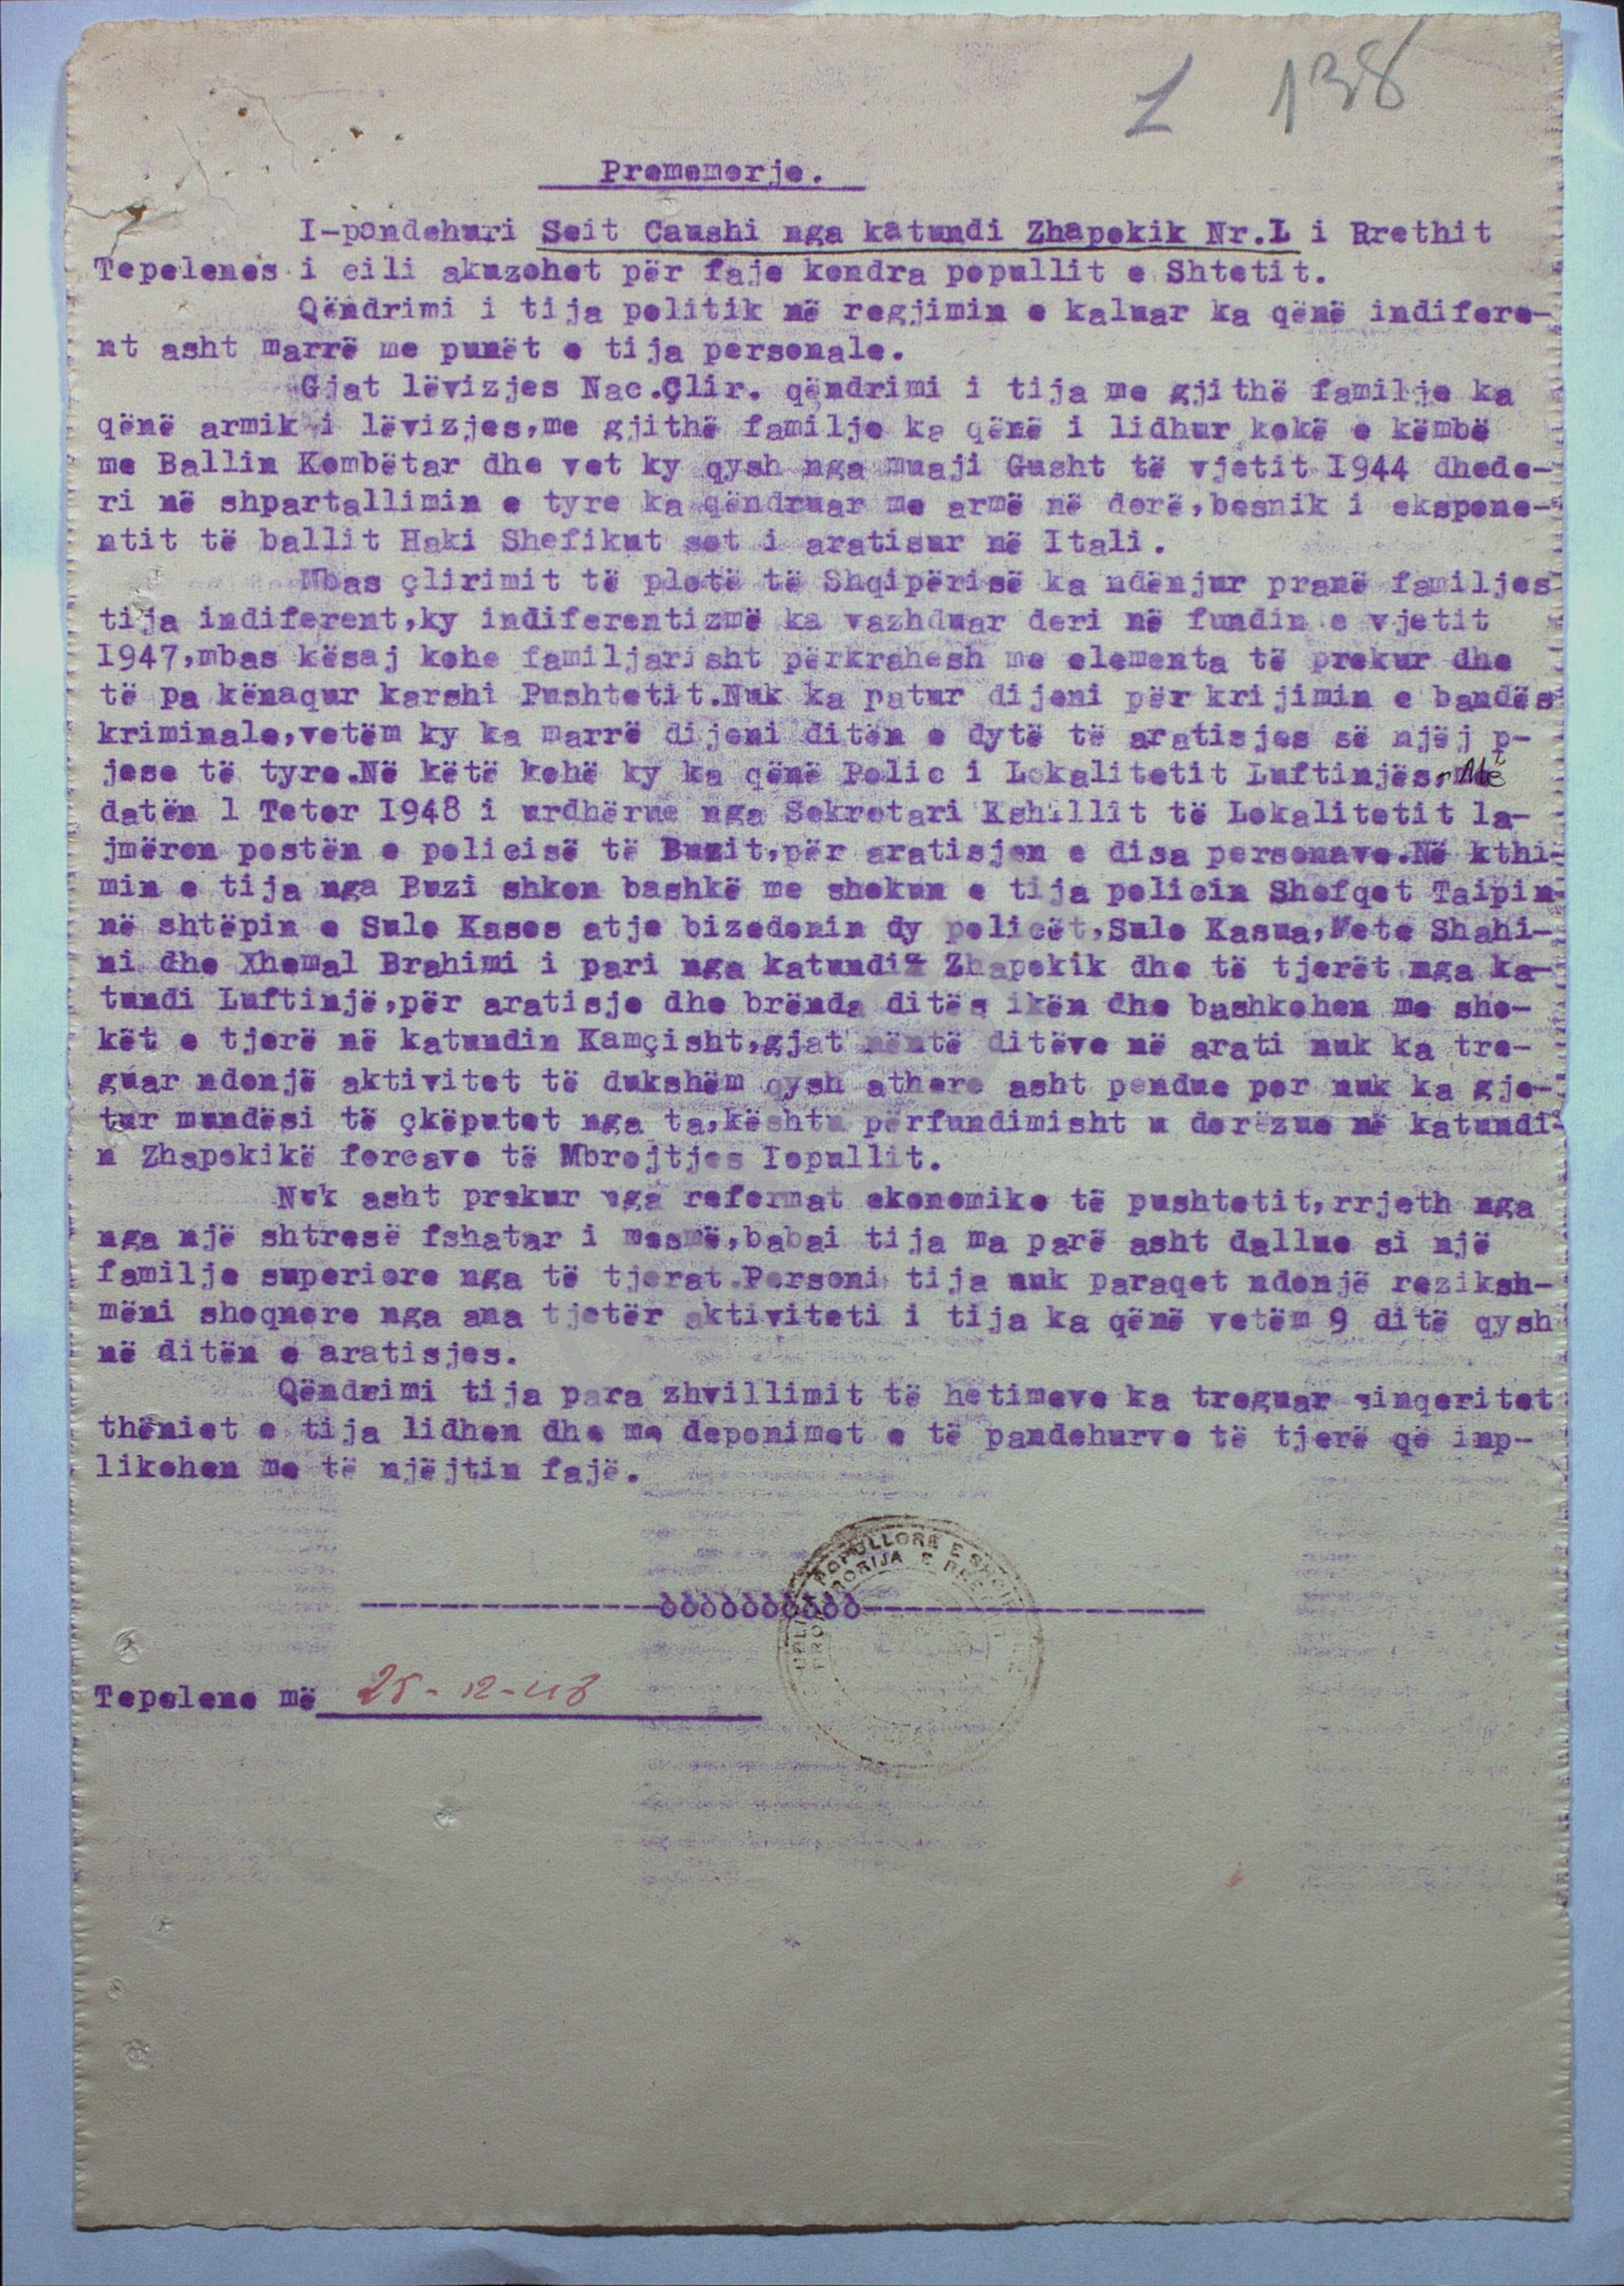 1 138
Promemorje.
I-pandehuri Seit Caushi nga katundi Zhapokik Nr.I i Rrethit
Tepelenes i cili akuzohet për faje kondra popullit e Shtetit.
Qëndrimi i tija politik në regjimin e kaluar ka qënë indifere-
nt asht marrë me punët e tija personale.
Gjat lëvizjes Nac.Çlir. qëndrimi i tija me gjithë familje ka
qënë armik i lëvizjes,me gjithë familje ka qënë i lidhur kokë e këmbë
me Ballin Kombëtar dhe vet ky qysh nga muaji Gusht të vjetit 1944 dhede-
ri në shpartallimin e tyre ka qëndruar me armë në dorë,besnik i ekspone-
ntit të ballit Haki Shefikut sot i aratisur në Itali.
Mbas çlirimit të plotë të Shqipërisë ka ndënjur pranë familjes
tija indiferent,ky indiferentizmë ka vazhduar deri në fundin e vjetit
1947,mbas kësaj kohe familjarisht përkrahesh me elementa të prekur dhe
të pa kënaqur karshi Pushtetit.Nuk ka patur dijeni për krijimin e bandës
kriminale,vetëm ky ka marrë dijeni ditën e dytë të aratisjes së njëj p-
jese të tyre.Në këtë kohë ky ka qënë Polic i Lokalitetit Luftinjës. Më
datën 1 Tetor 1948 i urdhërue nga Sekretari Kshillit të Lokalitetit la-
jmëron postën e policisë të Buzit,për aratisjen e disa personave.Në kthi-
min e tija nga Buzi shkon bashkë me shokun e tija policin Shefqet Taipin
në shtëpin e Sulo Kases atje bizedonin dy policët,Sulo Kasua,Meto Shahi-
ni dhe Xhemal Brahimi i pari nga katundi Zhapokik dhe të tjerët nga ka-
tundi Luftinjë,për aratisje dhe brënda ditës ikën dhe bashkohen me sho-
két e tjerë në katundin Kamçisht,gjat nëntë ditëve në arati nuk ka tre-
guar ndonjë aktivitet të dukshëm qysh athere asht pendue por nuk ka gje-
tur mundësi të çkëputet nga ta,kështu përfundimisht u dorëzue në katundi-
n Zhapokikë forcave të Mbrojtjes Popullit.
Nuk asht prekur nga reformat ekonomike të pushtetit,rrjeth nga
nga një shtresë fshatar i mesmë,babai tija ma parë asht dallue si një
familje superiore nga të tjerat.Personi tija nuk paraqet ndonjë reziksh-
mëni shoqnore nga ana tjetër aktiviteti i tija ka qënë vetëm 9 ditë qysh
në ditën e aratisjes.
Qëndrimi tija para zhvillimit të hetimeve ka treguar sinqeritet
thëniet e tija lidhen dhe me deponimet e të pandehurve të tjerë që inp-
likohen me të njëjtin fajë.
POPULLORE E SHQIPE
Tepelene më 25-12-48